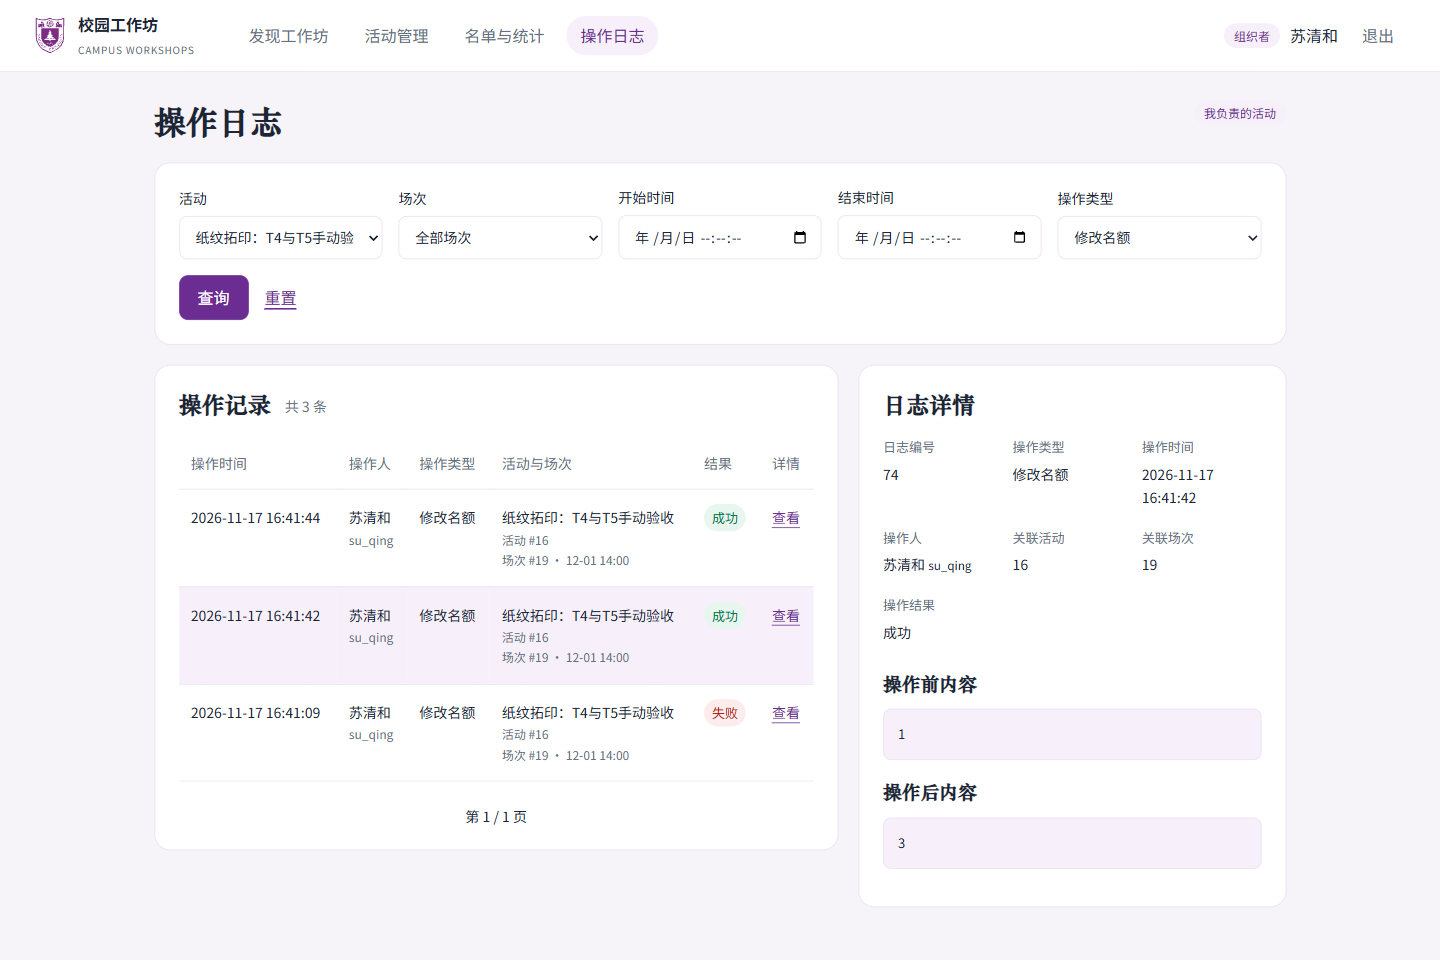 校园工作坊
CAMPUS WORKSHOPS
发现工作坊 活动管理 名单与统计 操作日志
组织者 苏清和 退出
操作日志
我负责的活动
活动 场次 开始时间 结束时间 操作类型
纸纹拓印：T4与T5手动验 全部场次 年 /月/日 --:--:-- 年 /月/日 --:--:-- 修改名额
查询 重置
操作记录 共 3 条
操作时间 操作人 操作类型 活动与场次 结果 详情
2026-11-17 16:41:44 苏清和 修改名额 纸纹拓印：T4与T5手动验收 成功 查看
su_qing 活动 #16
场次 #19 · 12-01 14:00
2026-11-17 16:41:42 苏清和 修改名额 纸纹拓印：T4与T5手动验收 成功 查看
su_qing 活动 #16
场次 #19 · 12-01 14:00
2026-11-17 16:41:09 苏清和 修改名额 纸纹拓印：T4与T5手动验收 失败 查看
su_qing 活动 #16
场次 #19 · 12-01 14:00
第 1 / 1 页
日志详情
日志编号 操作类型 操作时间
74 修改名额 2026-11-17
16:41:42
操作人 关联活动 关联场次
苏清和 su_qing 16 19
操作结果
成功
操作前内容
1
操作后内容
3